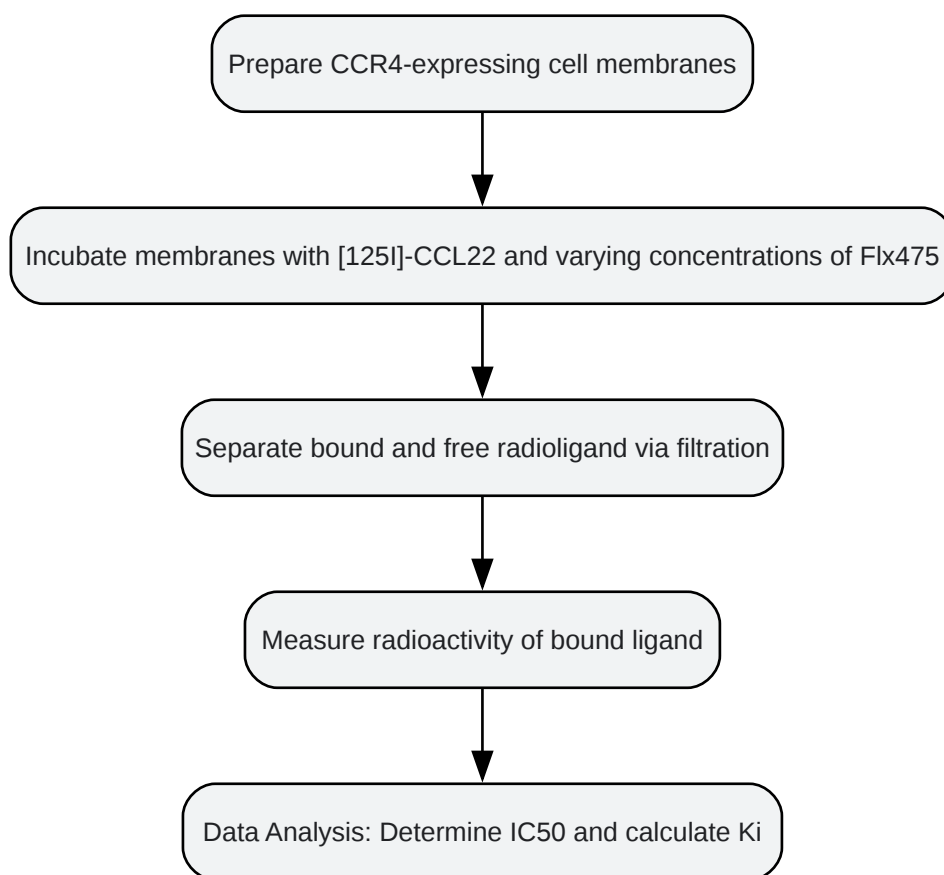 Prepare CCR4-expressing cell membranes
Incubate membranes with [125I]-CCL22 and varying concentrations of Flx475
Separate bound and free radioligand via filtration
Measure radioactivity of bound ligand
Data Analysis: Determine IC50 and calculate Ki